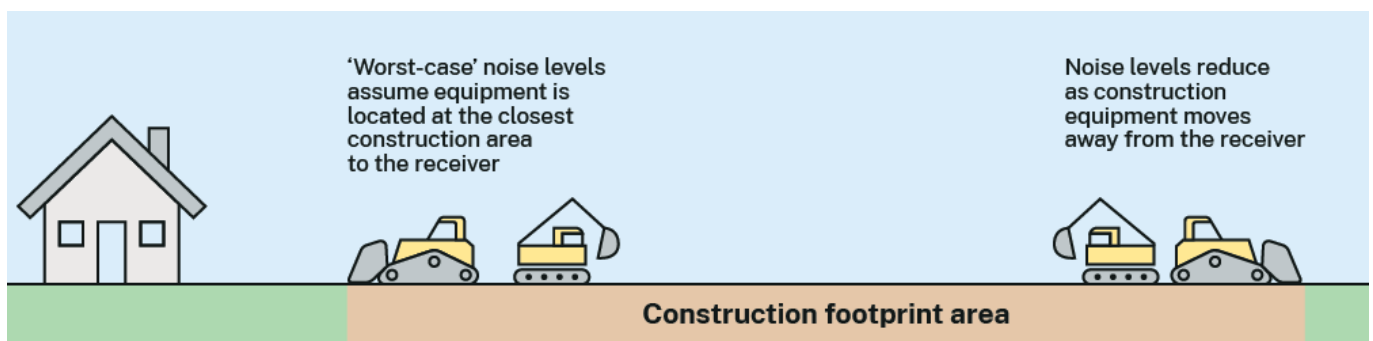 ‘Worst-case’ noise levels
assume equipment is
located at the closest
construction area
to the receiver
Noise levels reduce
as construction
equipment moves
away from the receiver
Construction footprint area